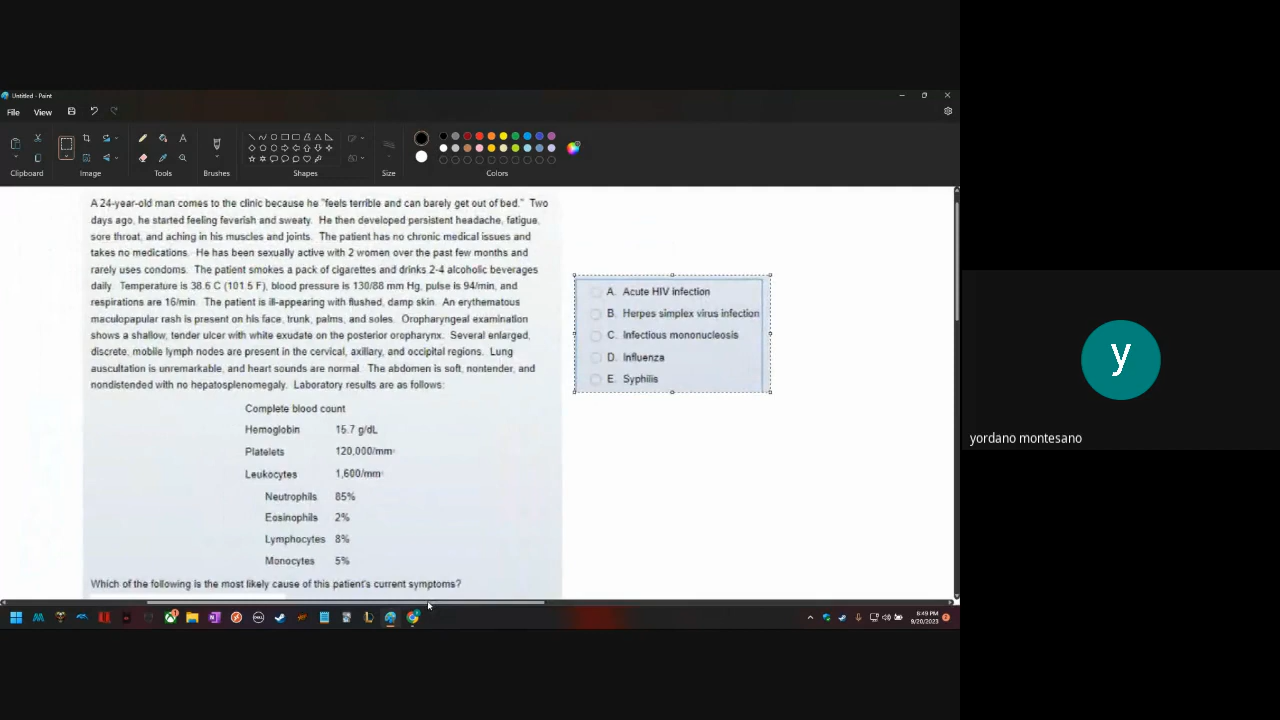 Untitled - Paint
File View
Clipboard
Image
Tools
Brushes
Shapes
Size
Colors
A 24-year-old man comes to the clinic because he "feels terrible and can barely get out of bed." Two
days ago, he started feeling feverish and sweaty. He then developed persistent headache, fatigue,
sore throat, and aching in his muscles and joints. The patient has no chronic medical issues and
takes no medications. He has been sexually active with 2 women over the past few months and
rarely uses condoms. The patient smokes a pack of cigarettes and drinks 2-4 alcoholic beverages
daily. Temperature is 38.6 C (101.5 F), blood pressure is 130/88 mm Hg, pulse is 94/min, and
respirations are 16/min. The patient is ill-appearing with flushed, damp skin. An erythematous
maculopapular rash is present on his face, trunk, palms, and soles. Oropharyngeal examination
shows a shallow, tender ulcer with white exudate on the posterior oropharynx. Several enlarged,
discrete, mobile lymph nodes are present in the cervical, axillary, and occipital regions. Lung
auscultation is unremarkable, and heart sounds are normal. The abdomen is soft, nontender, and
nondistended with no hepatosplenomegaly. Laboratory results are as follows:
Complete blood count
Hemoglobin 15.7 g/dL
Platelets 120,000/mm³
Leukocytes 1,600/mm³
Neutrophils 85%
Eosinophils 2%
Lymphocytes 8%
Monocytes 5%
Which of the following is the most likely cause of this patient's current symptoms?
A. Acute HIV infection
B. Herpes simplex virus infection
C. Infectious mononucleosis
D. Influenza
E. Syphilis
y
yordano montesano
8:49 PM
9/20/2023